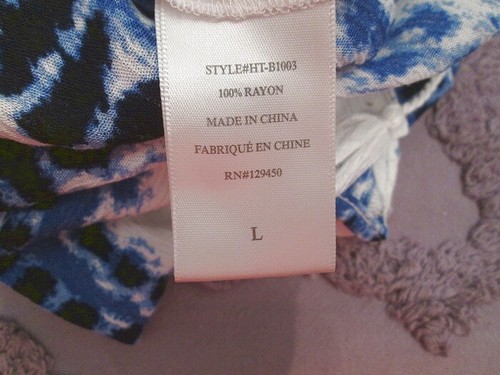 STYLE#HT-B1003
100% RAYON
MADE IN CHINA
FABRIQUÉ EN CHINE
RN#129450
L